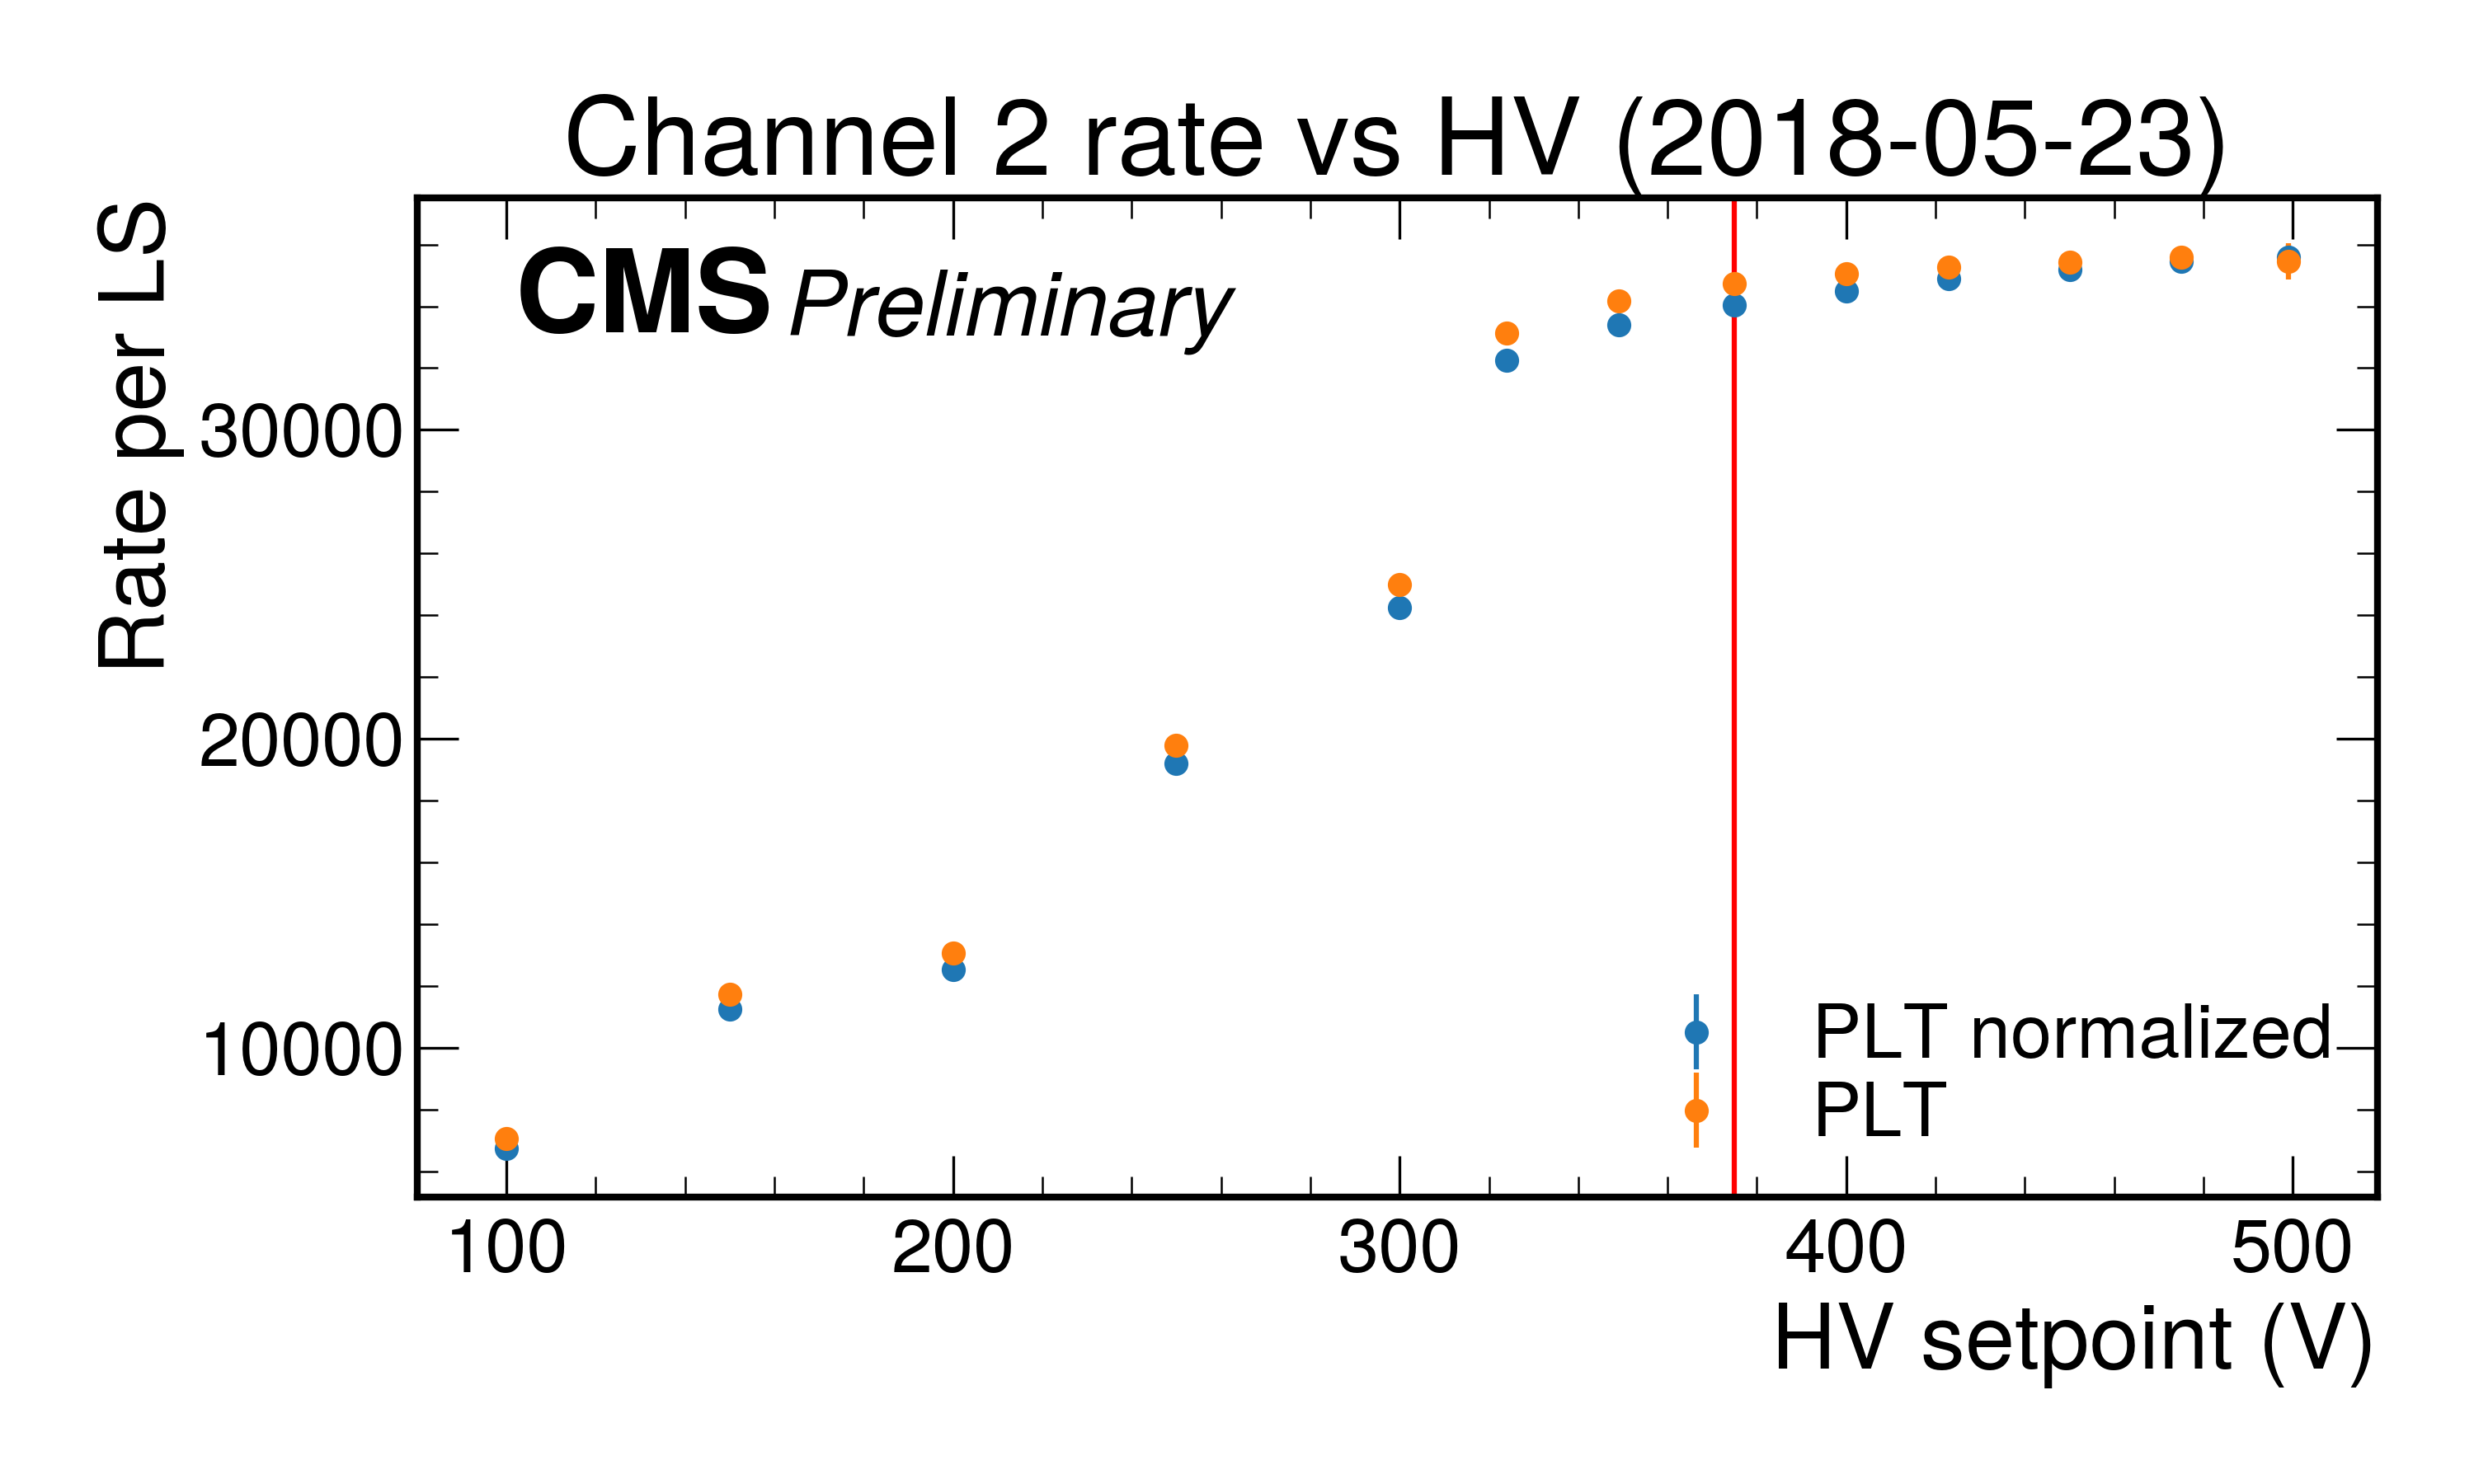 Channel 2 rate vs HV (2018-05-23)
CMS Preliminary
Rate per LS
30000
20000
10000
PLT normalized
PLT
100 200 300 400 500
HV setpoint (V)